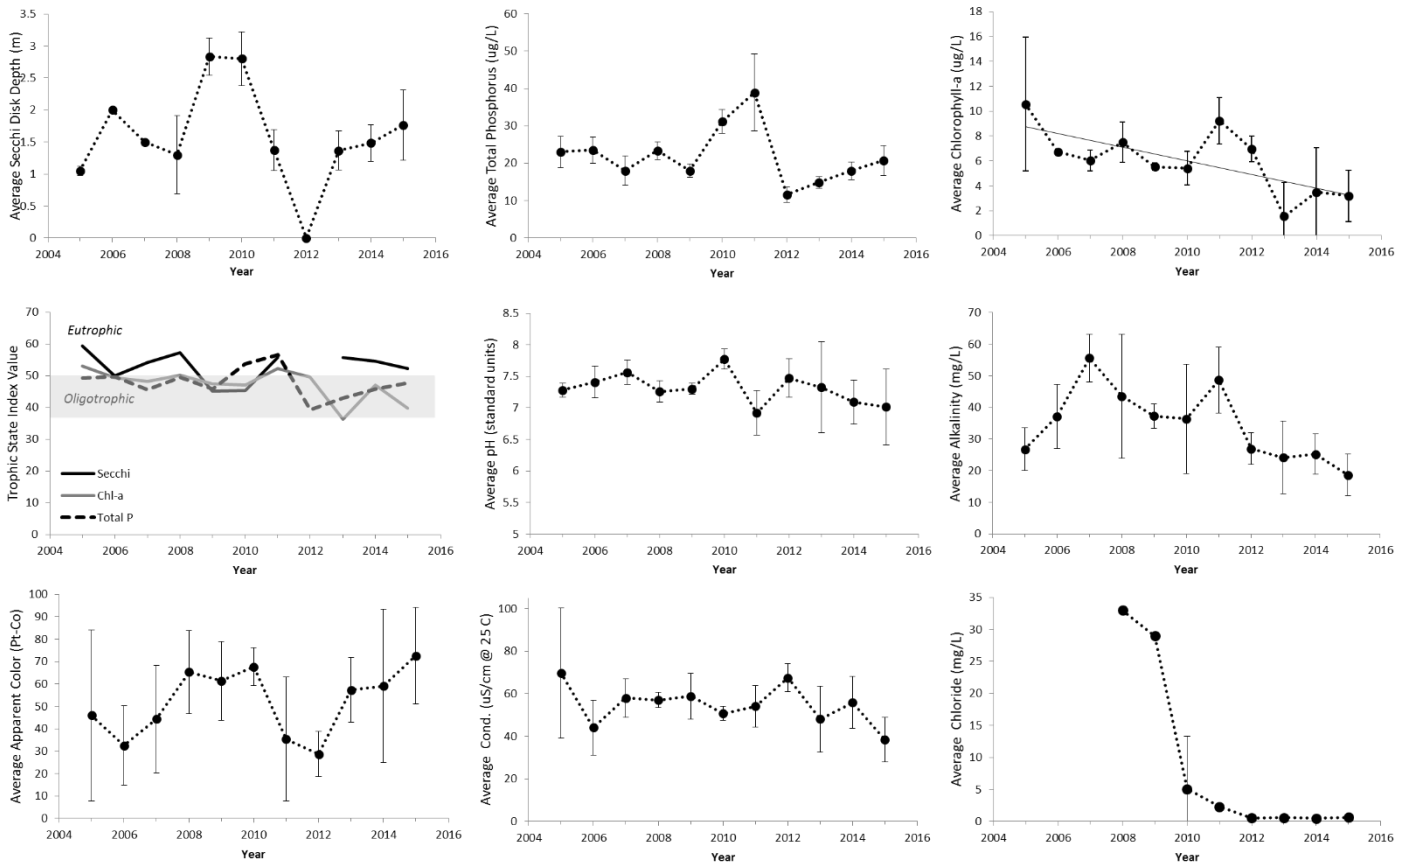 Average Secchi Disk Depth (m)
3.5
3
2.5
2
1.5
1
0.5
0
2004 2006 2008 2010 2012 2014 2016
Year
Average Total Phosphorus (ug/L)
60
50
40
30
20
10
0
2004 2006 2008 2010 2012 2014 2016
Year
Average Chlorophyll-a (ug/L)
18
16
14
12
10
8
6
4
2
0
2004 2006 2008 2010 2012 2014 2016
Year
Trophic State Index Value
70
60
50
40
30
20
10
0
Eutrophic
Oligotrophic
Secchi
Chl-a
Total P
2004 2006 2008 2010 2012 2014 2016
Year
Average pH (standard units)
8.5
8
7.5
7
6.5
6
5.5
5
2004 2006 2008 2010 2012 2014 2016
Year
Average Alkalinity (mg/L)
70
60
50
40
30
20
10
0
2004 2006 2008 2010 2012 2014 2016
Year
Average Apparent Color (Pt-Co)
100
90
80
70
60
50
40
30
20
10
0
2004 2006 2008 2010 2012 2014 2016
Year
Average Cond. (uS/cm @ 25 C)
100
80
60
40
20
0
2004 2006 2008 2010 2012 2014 2016
Year
Average Chloride (mg/L)
35
30
25
20
15
10
5
0
2004 2006 2008 2010 2012 2014 2016
Year